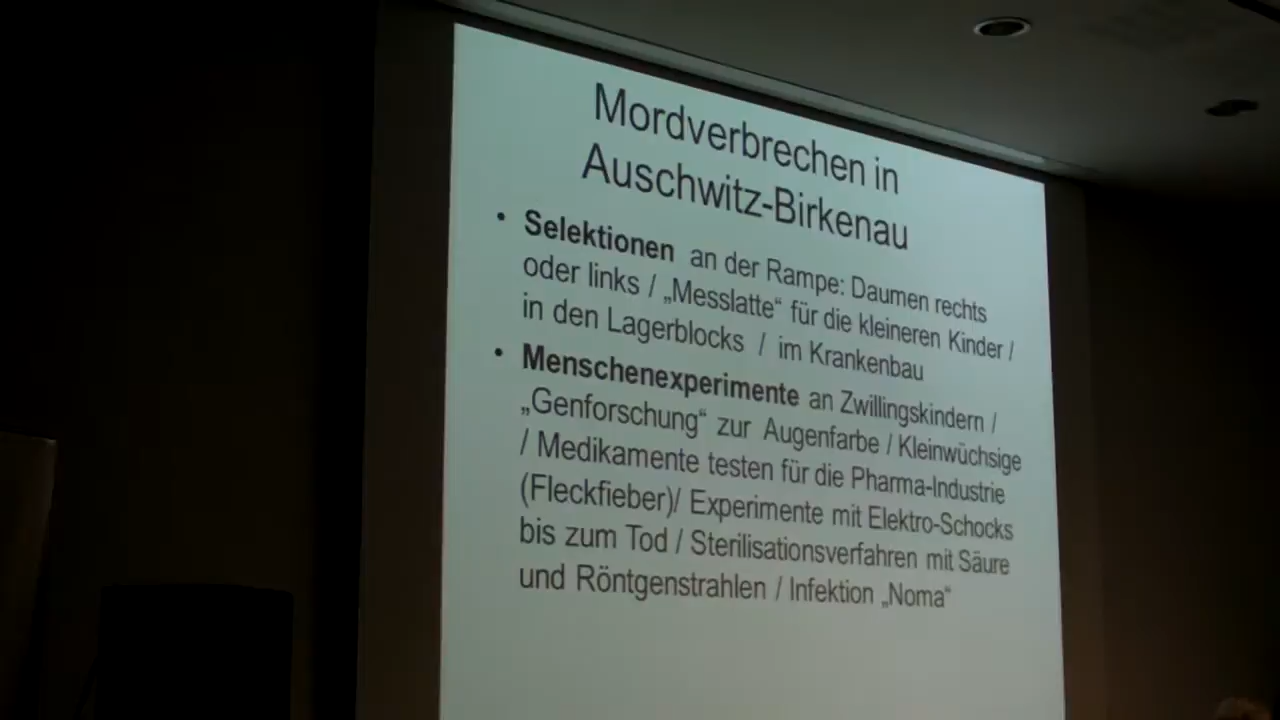 Mordverbrechen in
Auschwitz-Birkenau
• Selektionen an der Rampe: Daumen rechts
oder links / „Messlatte“ für die kleineren Kinder /
in den Lagerblocks / im Krankenbau
• Menschenexperimente an Zwillingskindern /
„Genforschung“ zur Augenfarbe / Kleinwüchsige
/ Medikamente testen für die Pharma-Industrie
(Fleckfieber)/ Experimente mit Elektro-Schocks
bis zum Tod / Sterilisationsverfahren mit Säure
und Röntgenstrahlen / Infektion „Noma“